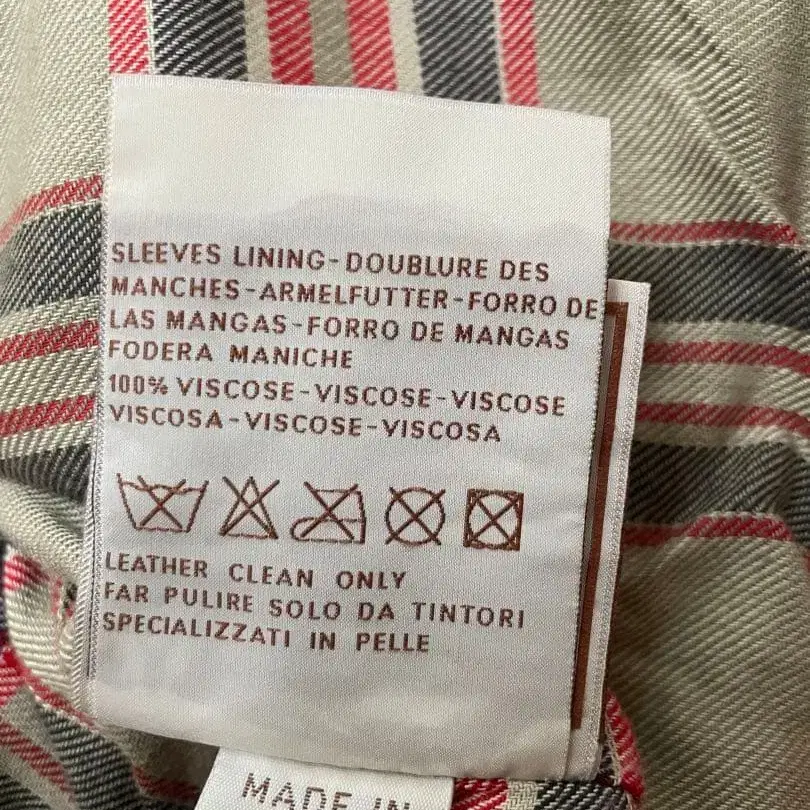 SLEEVES LINING-DOUBLURE DES
MANCHES-ARMELFUTTER-FORRO DE
LAS MANGAS-FORRO DE MANGAS
FODERA MANICHE
100% VISCOSE-VISCOSE-VISCOSE
VISCOSA-VISCOSE-VISCOSA
LEATHER CLEAN ONLY
FAR PULIRE SOLO DA TINTORI
SPECIALIZZATI IN PELLE
MADE IN